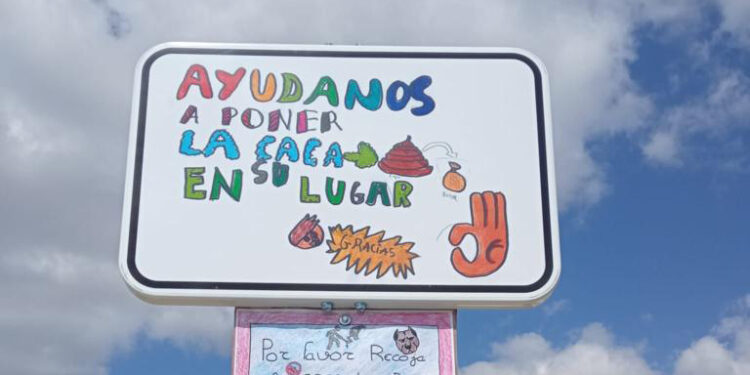 AYUDANOS
A PONER
LA CACA
EN SU LUGAR
GRACIAS
Por favor Recoja